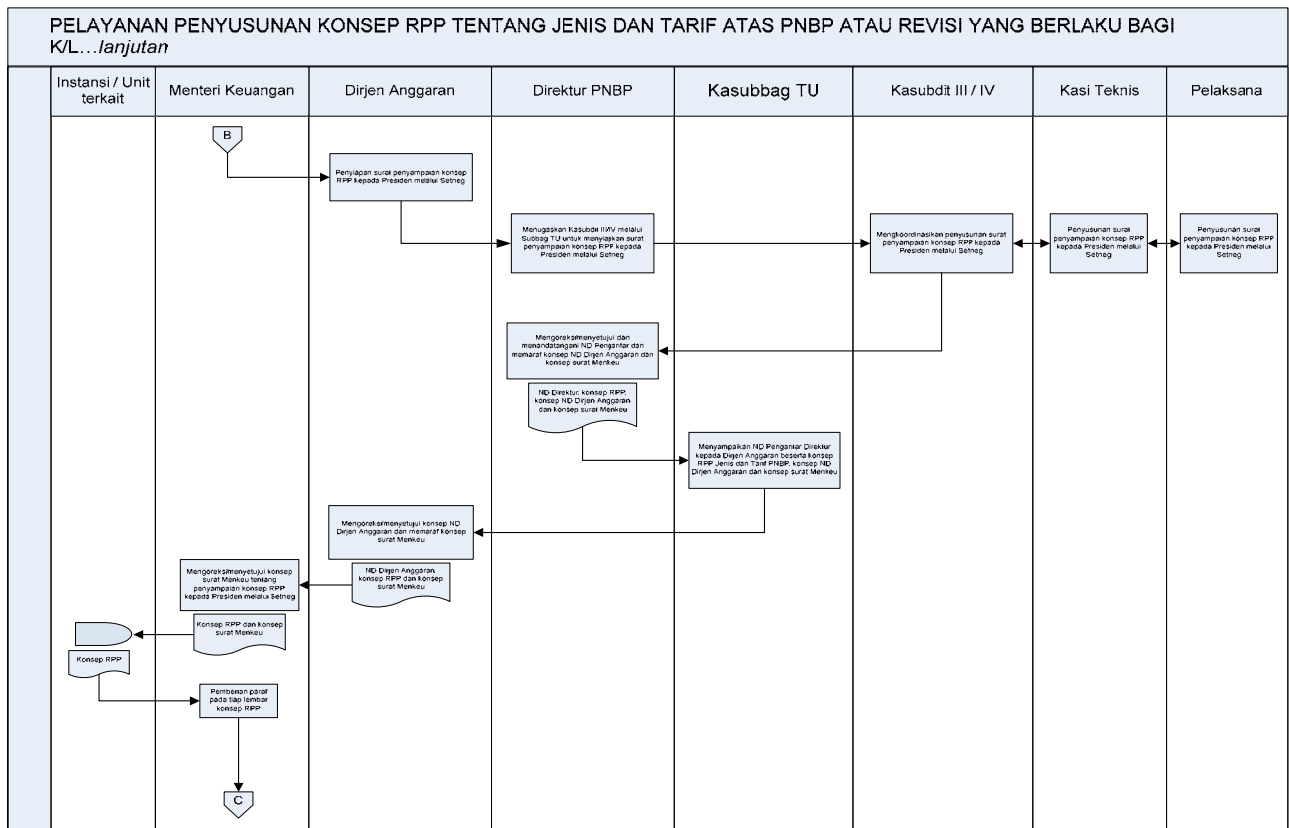 PELAYANAN PENYUSUNAN KONSEP RPP TENTANG JENIS DAN TARIF ATAS PNBP ATAU REVISI YANG BERLAKU BAGI
K/L…lanjutan
Instansi / Unit
terkait
Menteri Keuangan
Dirjen Anggaran
Direktur PNBP
Kasubbag TU
Kasubdit III / IV
Kasi Teknis
Pelaksana
B
Penyiapan surat penyampaian konsep
RPP kepada Presiden melalui Setneg
Menugaskan Kasubdit III/IV melalui
Subbag TU untuk menyiapkan surat
penyampaian konsep RPP kepada
Presiden melalui Setneg
Mengkoordinasikan penyusunan surat
penyampaian konsep RPP kepada
Presiden melalui Setneg
Penyusunan surat
penyampaian konsep RPP
kepada Presiden melalui
Setneg
Penyusunan surat
penyampaian konsep RPP
kepada Presiden melalui
Setneg
Mengoreksi/menyetujui dan
menandatangani ND Pengantar dan
memaraf konsep ND Dirjen Anggaran dan
konsep surat Menkeu
ND Direktur, konsep RPP,
konsep ND Dirjen Anggaran
dan konsep surat Menkeu
Menyampaikan ND Pengantar Direktur
kepada Dirjen Anggaran beserta konsep
RPP Jenis dan Tarif PNBP, konsep ND
Dirjen Anggaran dan konsep surat Menkeu
Mengoreksi/menyetujui konsep ND
Dirjen Anggaran dan memaraf konsep
surat Menkeu
ND Dirjen Anggaran,
konsep RPP dan konsep
surat Menkeu
Mengoreksi/menyetujui konsep
surat Menkeu tentang
penyampaian konsep RPP
kepada Presiden melalui Setneg
Konsep RPP dan konsep
surat Menkeu
Konsep RPP
Pemberian paraf
pada tiap lembar
konsep RPP
C